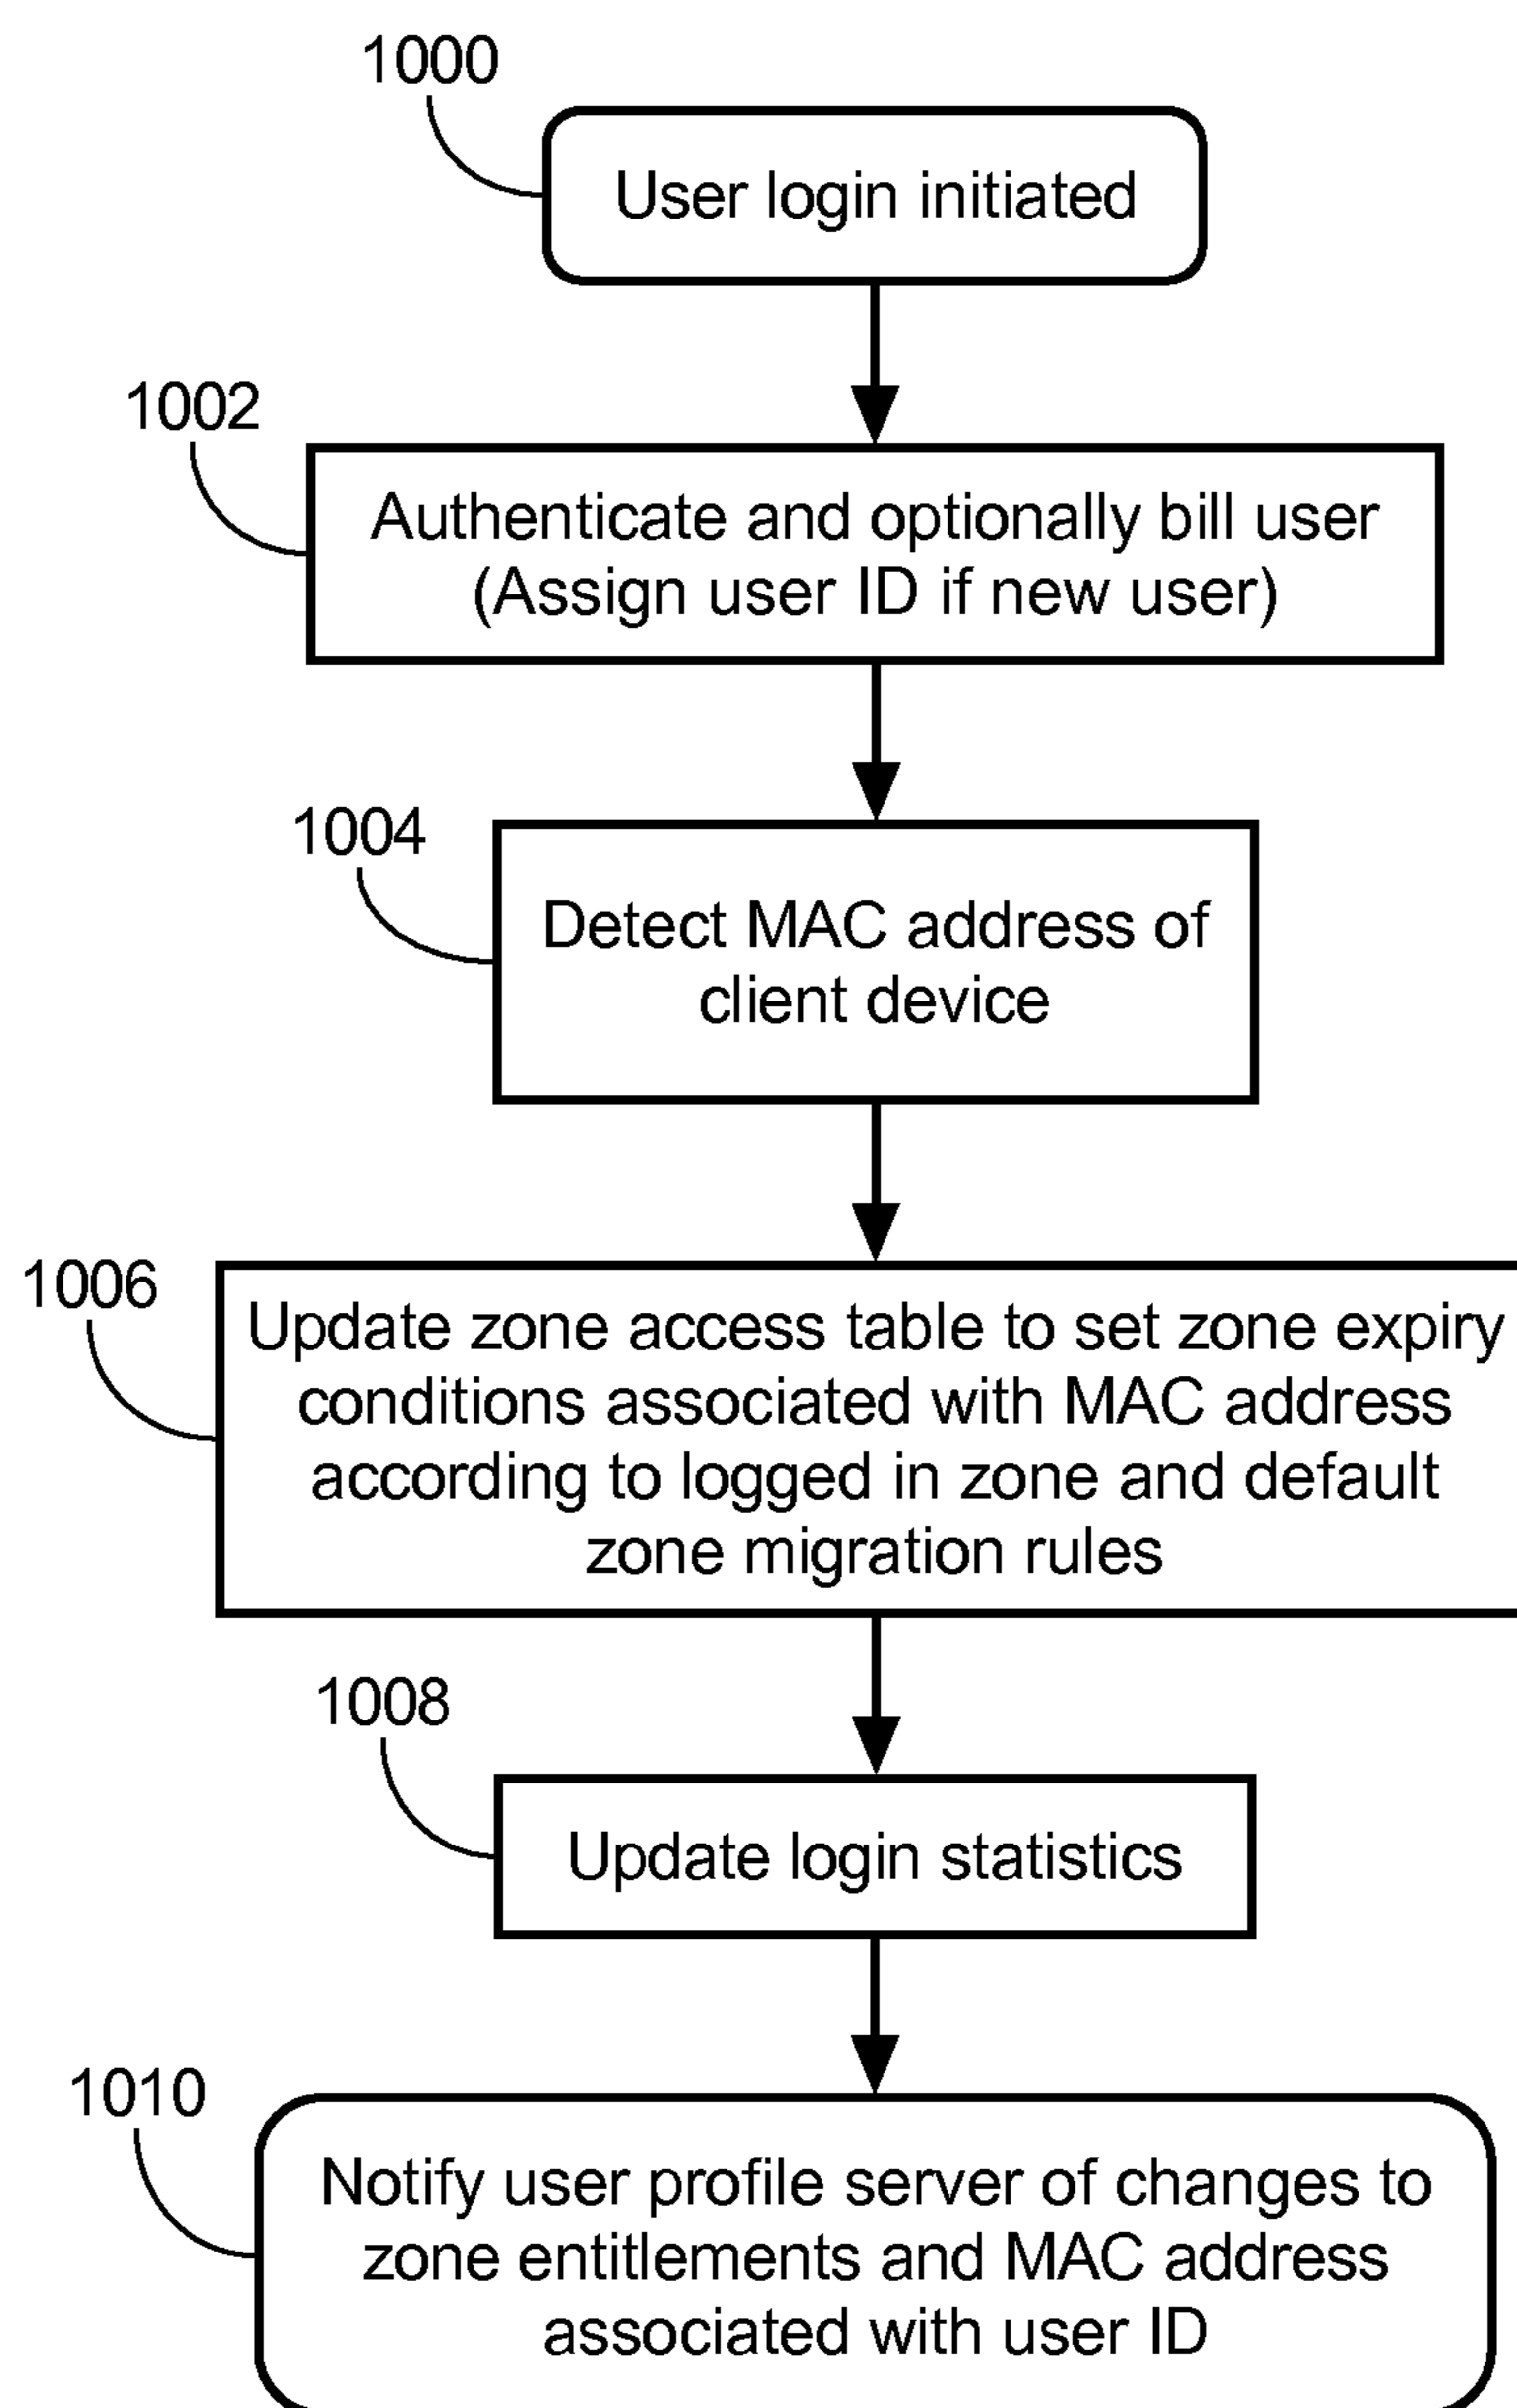 1000
User login initiated
1002
Authenticate and optionally bill user
(Assign user ID if new user)
1004
Detect MAC address of
client device
1006
Update zone access table to set zone expiry
conditions associated with MAC address
according to logged in zone and default
zone migration rules
1008
Update login statistics
1010
Notify user profile server of changes to
zone entitlements and MAC address
associated with user ID